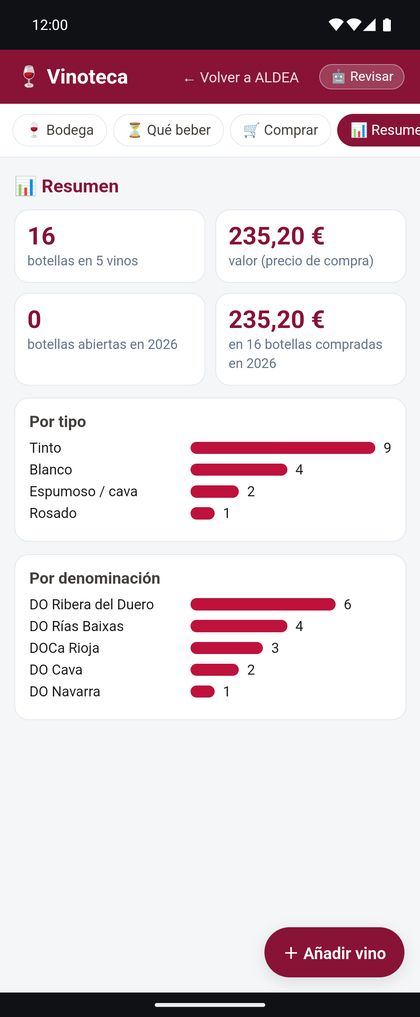 12:00
Vinoteca
← Volver a ALDEA
Revisar
Bodega
Qué beber
Comprar
Resume
Resumen
16
botellas en 5 vinos
235,20 €
valor (precio de compra)
0
botellas abiertas en 2026
235,20 €
en 16 botellas compradas
en 2026
Por tipo
Tinto 9
Blanco 4
Espumoso / cava 2
Rosado 1
Por denominación
DO Ribera del Duero 6
DO Rías Baixas 4
DOCa Rioja 3
DO Cava 2
DO Navarra 1
+ Añadir vino